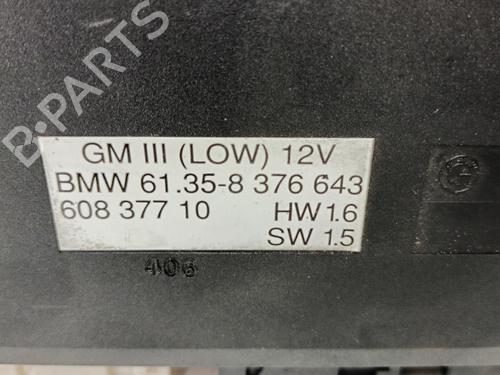 B-PARTS
GM III (LOW) 12V
BMW 61.35-8 376 643
608 377 10 HW 1.6
SW 1.5
406